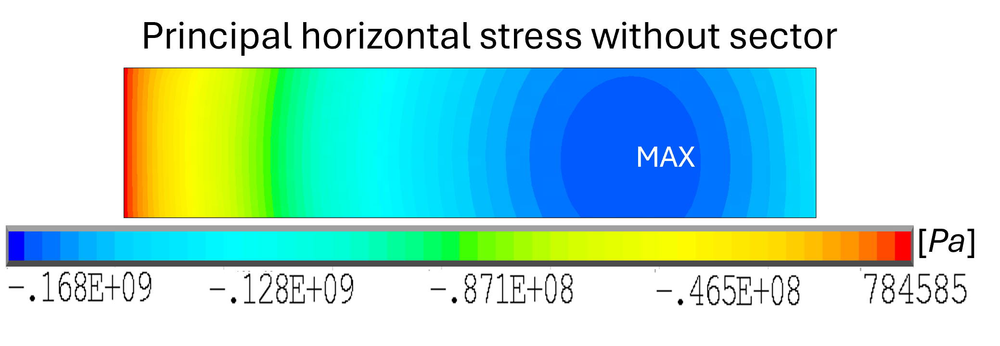 Principal horizontal stress without sector
MAX
[Pa]
-.168E+09 -.128E+09 -.871E+08 -.465E+08 784585